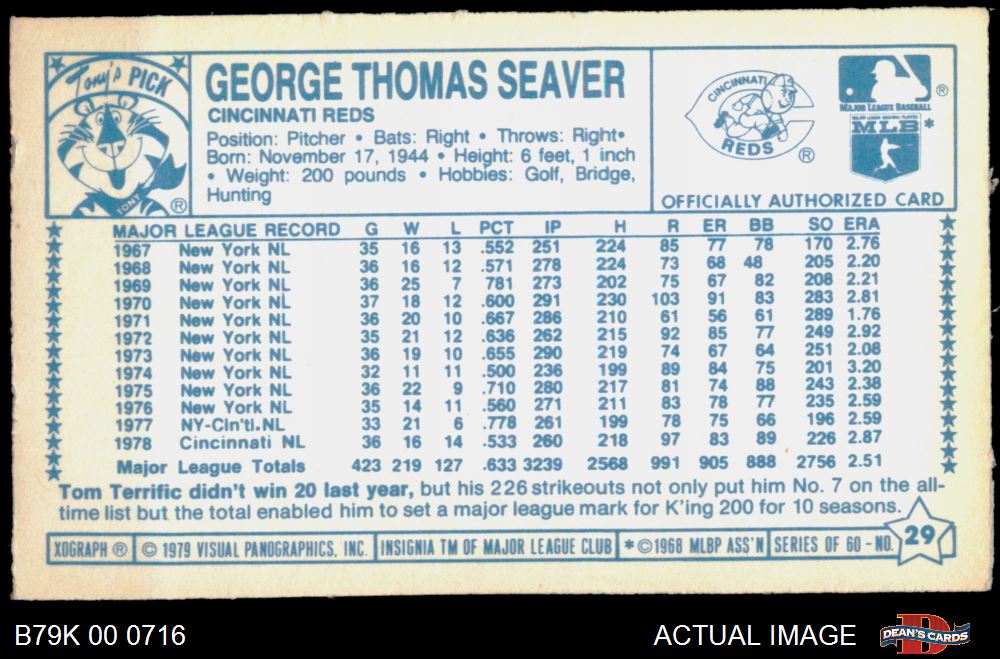 Tony's PICK
TONY
®
GEORGE THOMAS SEAVER
CINCINNATI REDS
Position: Pitcher • Bats: Right • Throws: Right•
Born: November 17, 1944 • Height: 6 feet, 1 inch
• Weight: 200 pounds • Hobbies: Golf, Bridge,
Hunting
CINCINNATI
REDS
®
®
MAJOR LEAGUE BASEBALL
MAJOR LEAGUE BASEBALL PLAYERS
MLB *
OFFICIALLY AUTHORIZED CARD
MAJOR LEAGUE RECORD G W L PCT IP H R ER BB SO ERA
1967 New York NL 35 16 13 .552 251 224 85 77 78 170 2.76
1968 New York NL 36 16 12 .571 278 224 73 68 48 205 2.20
1969 New York NL 36 25 7 781 273 202 75 67 82 208 2.21
1970 New York NL 37 18 12 .600 291 230 103 91 83 283 2.81
1971 New York NL 36 20 10 .667 286 210 61 56 61 289 1.76
1972 New York NL 35 21 12 .636 262 215 92 85 77 249 2.92
1973 New York NL 36 19 10 .655 290 219 74 67 64 251 2.08
1974 New York NL 32 11 11 .500 236 199 89 84 75 201 3.20
1975 New York NL 36 22 9 .710 280 217 81 74 88 243 2.38
1976 New York NL 35 14 11 .560 271 211 83 78 77 235 2.59
1977 NY-CIn'tI.NL 33 21 6 .778 261 199 78 75 66 196 2.59
1978 Cincinnati NL 36 16 14 .533 260 218 97 83 89 226 2.87
Major League Totals 423 219 127 .633 3239 2568 991 905 888 2756 2.51
Tom Terrific didn't win 20 last year, but his 226 strikeouts not only put him No. 7 on the all-
time list but the total enabled him to set a major league mark for K'ing 200 for 10 seasons.
XOGRAPH ® © 1979 VISUAL PANOGRAPHICS, INC. INSIGNIA TM OF MAJOR LEAGUE CLUB *©1968 MLBP ASS'N SERIES OF 60 - NO. 29
B79K 00 0716
ACTUAL IMAGE
D
DEAN'S CARDS